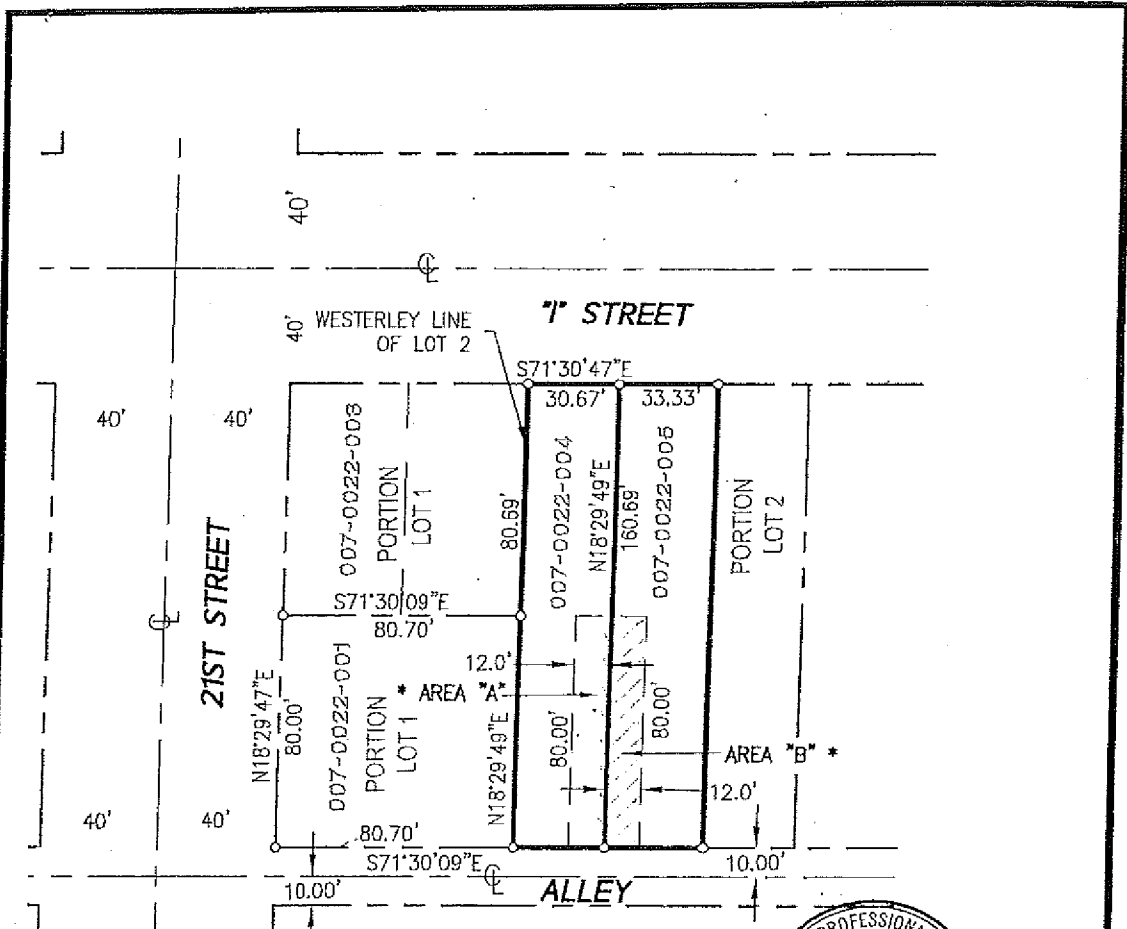 40'
℄
"I" STREET
40'
WESTERLEY LINE
OF LOT 2
S71°30'47"E
30.67'
33.33'
40'
40'
007-0022-003
PORTION
LOT 1
80.69'
007-0022-004
N18°29'49"E
160.69'
007-0022-005
PORTION
LOT 2
21ST STREET
℄
S71°30'09"E
80.70'
12.0'
* AREA "A"
N18°29'47"E
80.00'
007-0022-001
PORTION
LOT 1
N18°29'49"E
80.00'
80.00'
AREA "B" *
12.0'
40'
40'
80.70'
S71°30'09"E
℄
10.00'
ALLEY
10.00'
PROFESSIONA